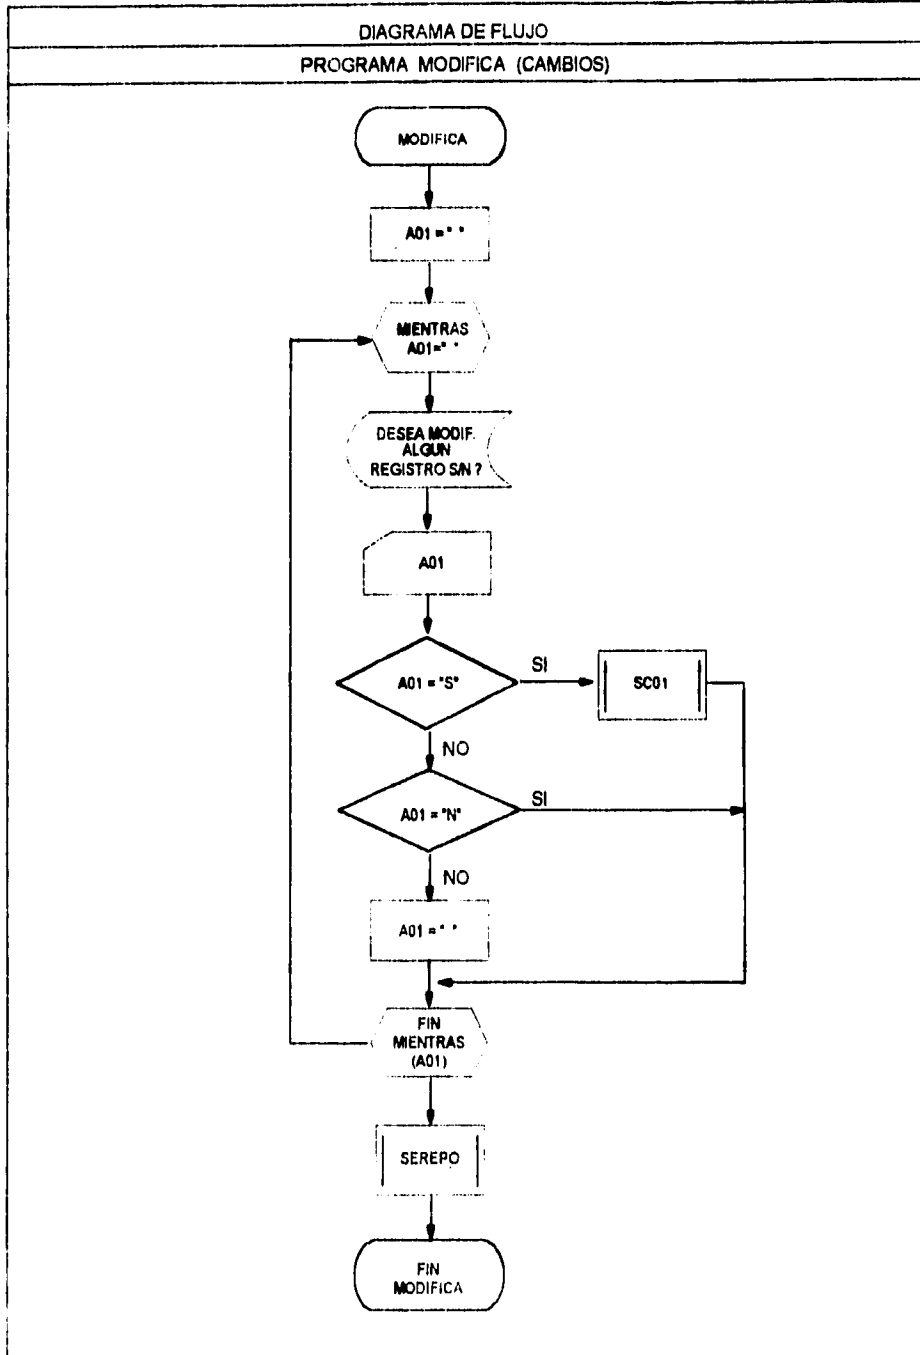 DIAGRAMA DE FLUJO
PROGRAMA MODIFICA (CAMBIOS)
MODIFICA
A01 = " "
MIENTRAS
A01=" "
DESEA MODIF.
ALGUN
REGISTRO S/N ?
A01
A01 = "S"
SI
SC01
NO
A01 = "N"
SI
NO
A01 = " "
FIN
MIENTRAS
(A01)
SEREPO
FIN
MODIFICA